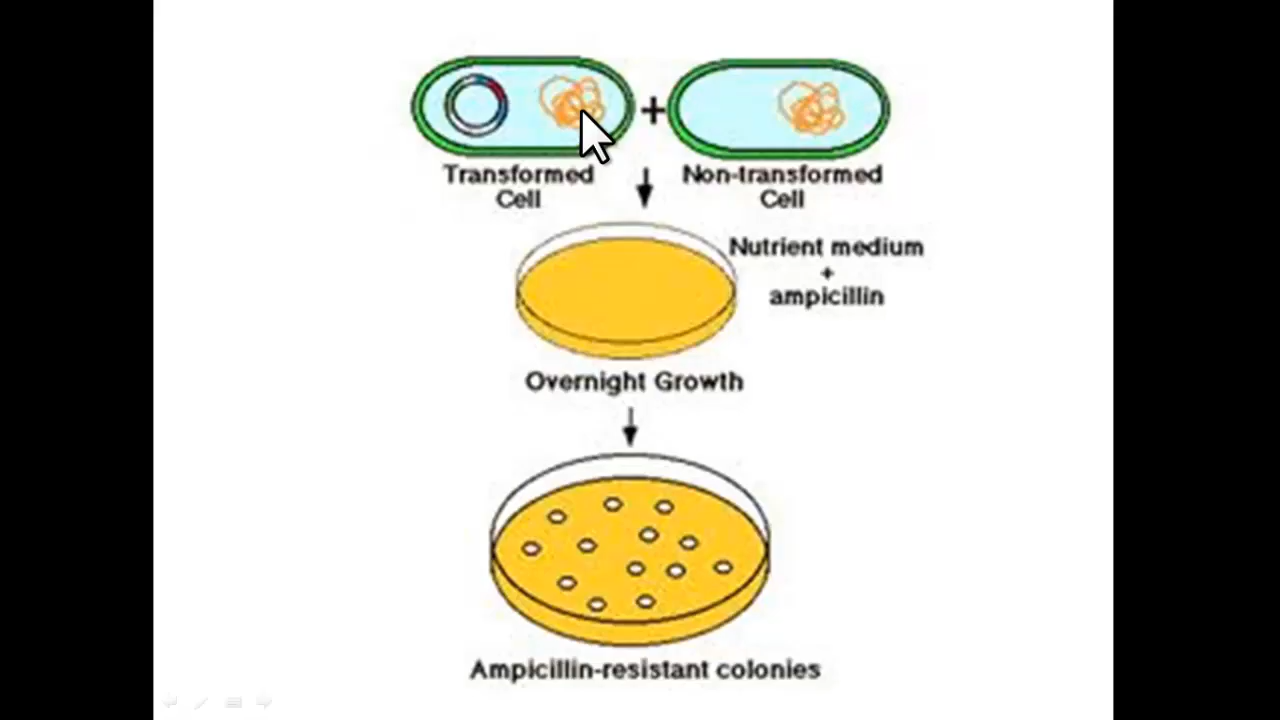 Transformed
Cell
+
Non-transformed
Cell
Nutrient medium
+
ampicillin
Overnight Growth
Ampicillin-resistant colonies